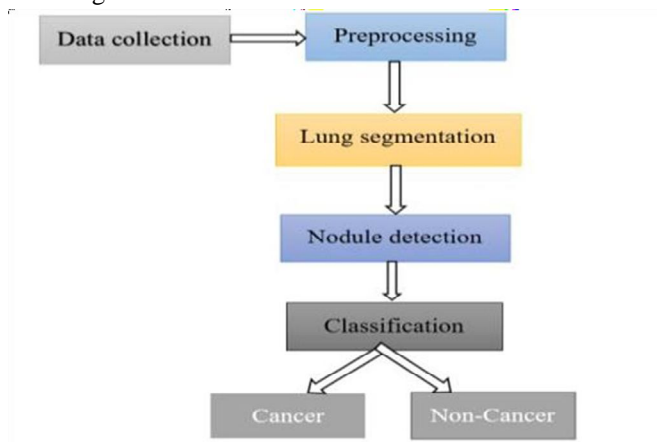 Data collection
Preprocessing
Lung segmentation
Nodule detection
Classification
Cancer
Non-Cancer